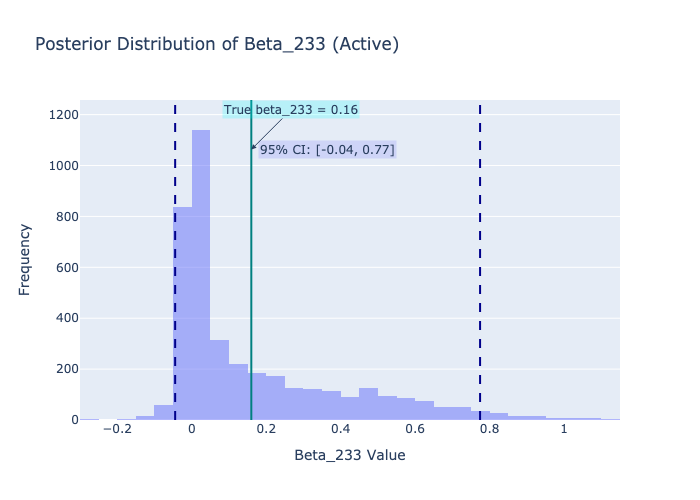 Posterior Distribution of Beta_233 (Active)
True beta_233 = 0.16
95% CI: [-0.04, 0.77]
1200
1000
800
600
400
200
0
Frequency
−0.2
0
0.2
0.4
0.6
0.8
1
Beta_233 Value